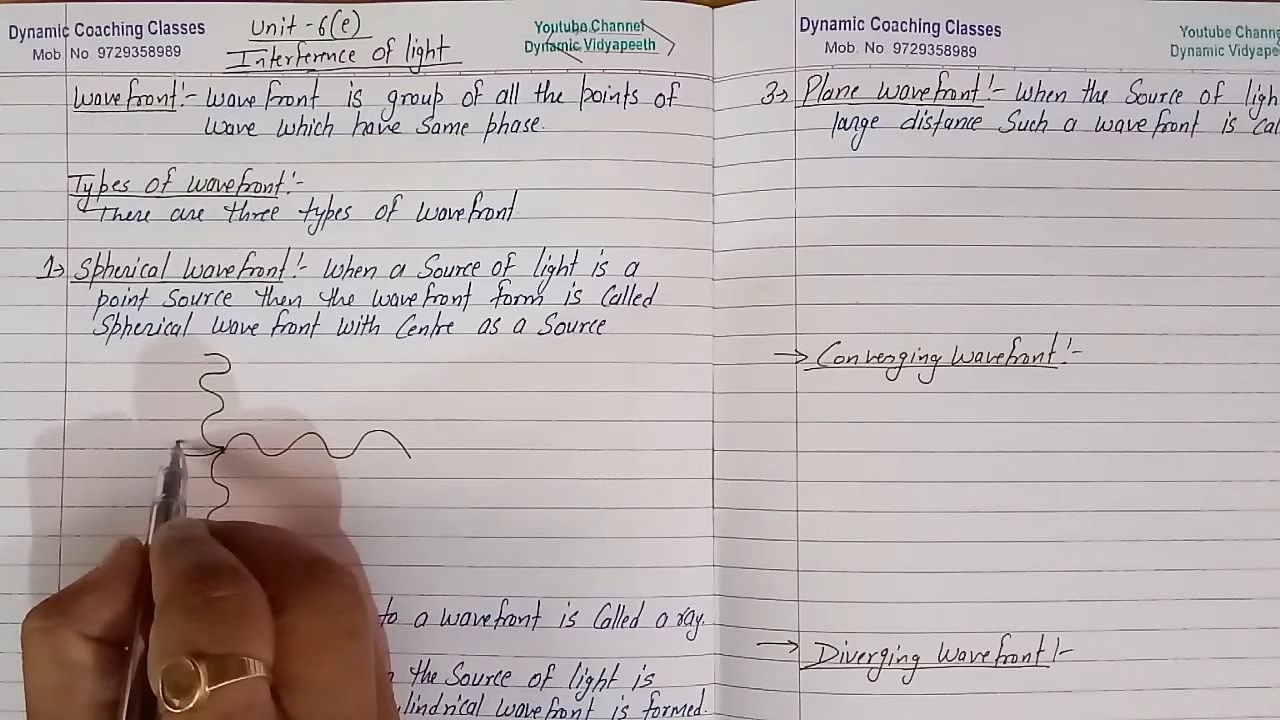 Dynamic Coaching Classes
Mob. No 9729358989
Unit - 6(e)
Interference of light
Youtube Channel
Dynamic Vidyapeeth
Wavefront:- Wave front is group of all the points of
wave which have same phase.
Types of wavefront:-
There are three types of wavefront
1→ Spherical wavefront:- When a Source of light is a
point source then the wavefront form is called
Spherical wave front with Centre as a Source
to a wavefront is Called a ray.
the Source of light is
lindrical wavefront is formed.
Dynamic Coaching Classes
Mob. No 9729358989
Youtube Chann
Dynamic Vidyape
3→ Plane wavefront:- When the Source of ligh
large distance Such a wavefront is cal
→ Converging Wavefront:-
→ Diverging Wavefront:-